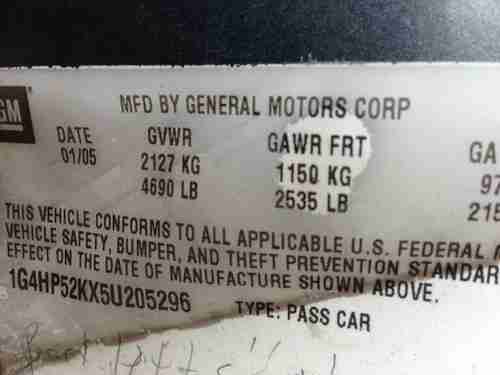 GM MFD BY GENERAL MOTORS CORP
DATE GVWR GAWR FRT GA
01/05 2127 KG 1150 KG 97
4690 LB 2535 LB 215
THIS VEHICLE CONFORMS TO ALL APPLICABLE U.S. FEDERAL
VEHICLE SAFETY, BUMPER, AND THEFT PREVENTION STANDAR
EFFECT ON THE DATE OF MANUFACTURE SHOWN ABOVE.
1G4HP52KX5U205296 TYPE: PASS CAR